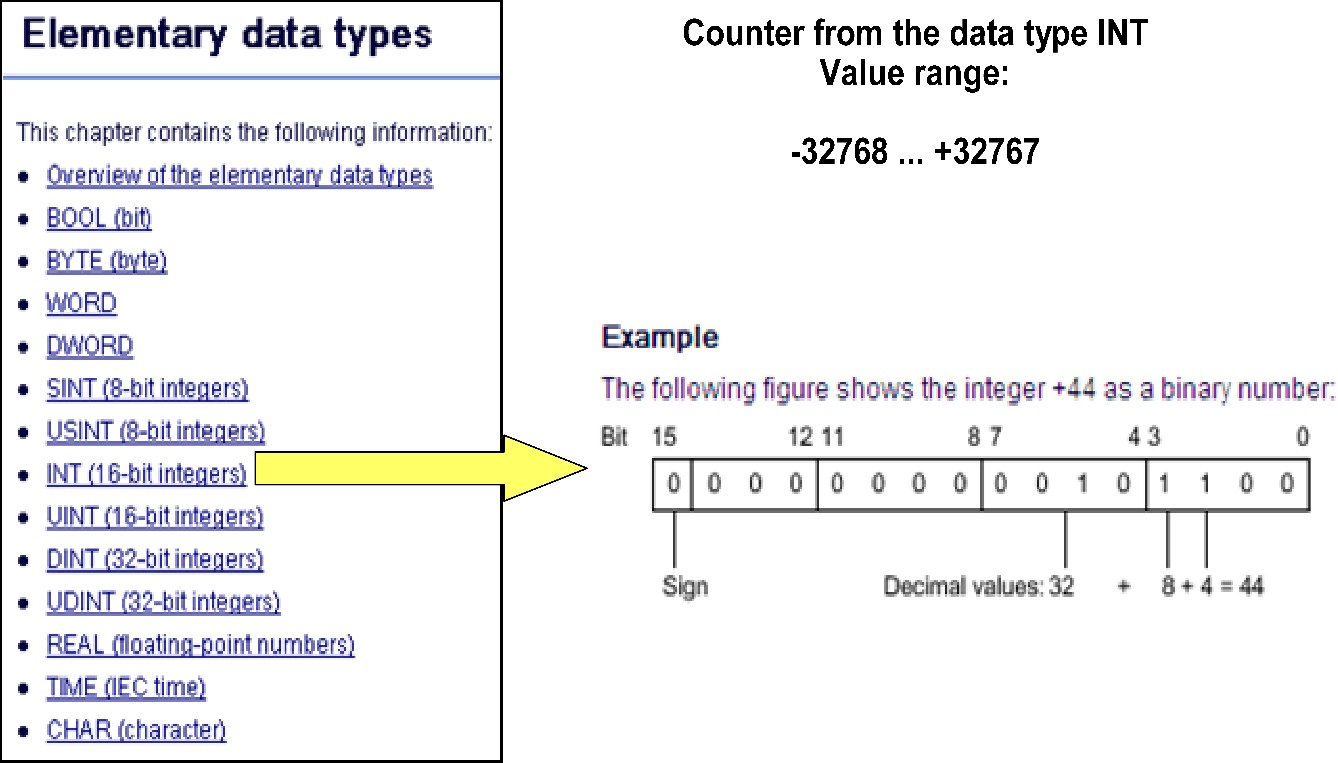 Elementary data types
This chapter contains the following information:
• Overview of the elementary data types
• BOOL (bit)
• BYTE (byte)
• WORD
• DWORD
• SINT (8-bit integers)
• USINT (8-bit integers)
• INT (16-bit integers)
• UINT (16-bit integers)
• DINT (32-bit integers)
• UDINT (32-bit integers)
• REAL (floating-point numbers)
• TIME (IEC time)
• CHAR (character)
Counter from the data type INT
Value range:
-32768 ... +32767
Example
The following figure shows the integer +44 as a binary number:
Bit 15 12 11 8 7 4 3 0
0 0 0 0 0 0 0 0 0 0 1 0 1 1 0 0
Sign Decimal values: 32 + 8 + 4 = 44